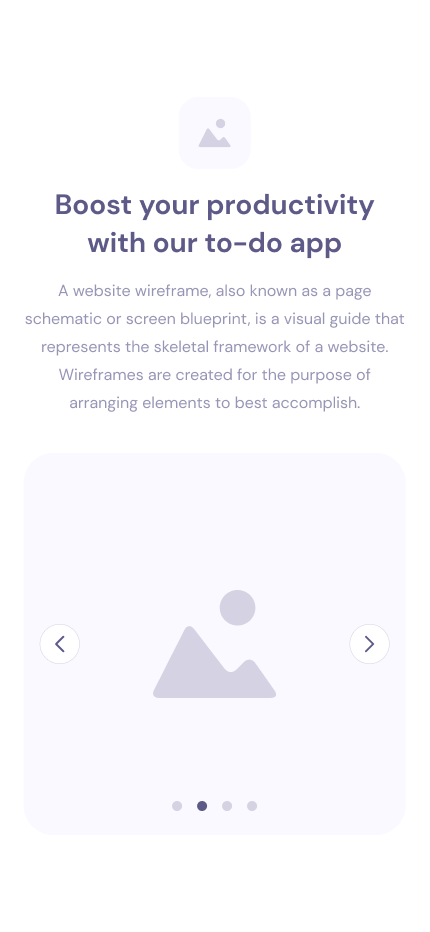 Boost your productivity
with our to-do app
A website wireframe, also known as a page
schematic or screen blueprint, is a visual guide that
represents the skeletal framework of a website.
Wireframes are created for the purpose of
arranging elements to best accomplish.